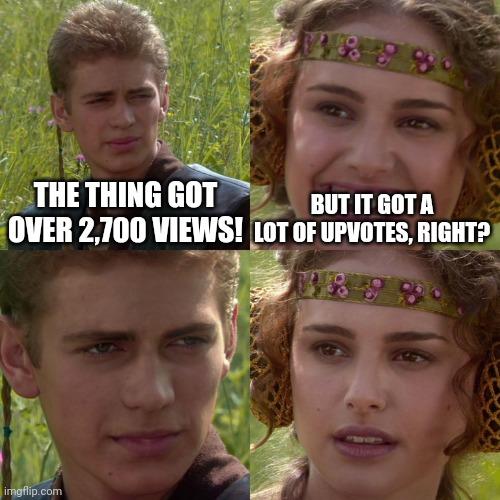 THE THING GOT
OVER 2,700 VIEWS!
BUT IT GOT A
LOT OF UPVOTES, RIGHT?
imgflip.com